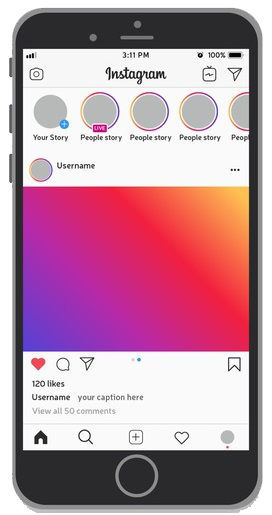 3:11 PM 100%
Instagram
Your Story People story People story People story Peopl
LIVE
Username
120 likes
Username your caption here
View all 50 comments